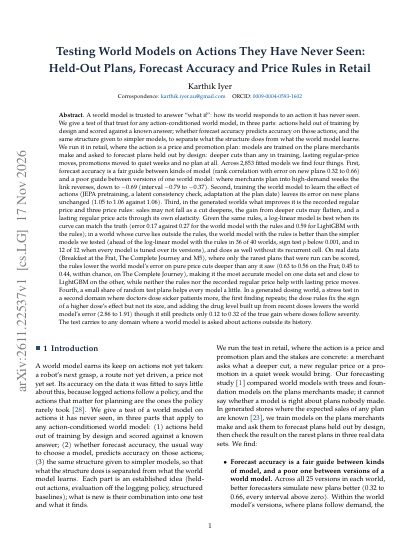 Testing World Models on Actions They Have Never Seen:
Held-Out Plans, Forecast Accuracy and Price Rules in Retail
Karthik Iyer
Correspondence: karthik.iyer.as@gmail.com ORCID: 0009-0004-0593-1602
Abstract. A world model is trusted to answer "what if": how its world responds to an action it has never seen. We
give a test of that trust for any action-conditioned world model, in three parts: actions held out of training by
design and scored against a known answer; whether forecast accuracy predicts accuracy on those actions; and the
same structure given to simpler models, to separate what the structure does from what the world model learns.
We run it in retail, where the action is a price and promotion: models are trained on the plans merchants
make and asked to forecast plans held out by design: deeper cuts than any in training, lasting regular-price
moves, promotions moved to quiet weeks and no plan at all. Across 2,853 fitted models we find four things. First,
forecast accuracy is a fair guide between kinds of model (rank correlation with error on new plans 0.32 to 0.66)
and a poor guide between versions of one world model: where merchants plan into high-demand weeks the
link reverses, down to −0.69 (interval −0.79 to −0.37). Second, training the world model to learn the effect of
actions (JEPA pretraining, a latent consistency check, adaptation at the plan date) leaves its error on new plans
unchanged (1.05 to 1.06 against 1.06). Third, in the generated worlds what improves it is the recorded regular
price and three price rules: sales may not fall as a cut deepens, the gain from deeper cuts may flatten, and a
lasting regular price acts through its own elasticity. Given the same rules, a log-linear model is best when its
curve can match the truth (error 0.17 against 0.27 for the world model with the rules and 0.59 for LightGBM
with the rules); in a world whose curve lies outside the rules, the world model with the rules is better than the
simpler models we tested (ahead of the log-linear model with the rules in 36 of 40 worlds, sign test p below 0.001, and
in 12 of 12 when every model is tuned over its versions), and does as well without its recurrent cell. On real data
(Breakfast at the Frat, The Complete Journey and M5), where only the rarest plans that were run can be scored, the
rules lower the world model's error on rare price cuts deeper than any it saw (0.63 to 0.56 on the Frat, 0.45 to
0.44, within chance, on The Complete Journey), making it the most accurate model on one data set and close to
LightGBM on the other, while neither the rules nor the recorded regular price help with lasting price moves.
Fourth, a small share of random test plans helps every model a little. In a generated dosing world, a stress test in
a second domain where doctors dose sicker patients more, the first finding repeats; the dose rules fix the sign
of a higher dose's effect but not its size, and adding the drug level built up from recent doses lowers the world
model's error (2.86 to 1.91) though it still predicts only 0.12 to 0.32 of the true gain where doses follow severity.
The test carries to any domain where a world model is asked about actions outside its history.
1 Introduction
A world model earns its keep on actions not yet taken:
a robot's next grasp, a route not yet driven, a price not
yet set. Its accuracy on the data it was fitted to says little
about this, because logged actions follow a policy, and
the actions that matter for planning are the ones the policy
rarely took [28]. We give a test of a world model on
actions it has never seen, in three parts that apply to
any action-conditioned world model: (1) actions held
out of training by design and scored against a known
answer; (2) whether forecast accuracy, the usual way
to choose a model, predicts accuracy on those actions;
(3) the same structure given to simpler models, so that
what the structure does is separated from what the world
model learns. Each part is an established idea (held-
out actions, evaluation off the logging policy, structured
baselines); what is new is their combination into one test
and what it finds.
We run the test in retail, where the action is a price and
promotion plan and the stakes are concrete: a merchant
asks what a deeper cut, a new regular price or a pro-
motion in a quiet week would bring. Our forecasting
study [1] compared world models with trees and foun-
dation models on the plans merchants made; it cannot
say whether a model is right about plans nobody made.
In generated stores where the expected sales of any plan
are known [23], we train models on the plans merchants
make and ask them to forecast plans held out by design,
then check the result on the rarest plans in three real data
sets. We find:
• Forecast accuracy is a fair guide between kinds
of model, and a poor one between versions of a
world model. Across all 25 versions in each world,
better forecasters simulate new plans better (0.32 to
0.66, every interval above zero). Within the world
model's versions, where plans follow demand, the
1
arXiv:2611.22537v1 [cs.LG] 17 Nov 2026